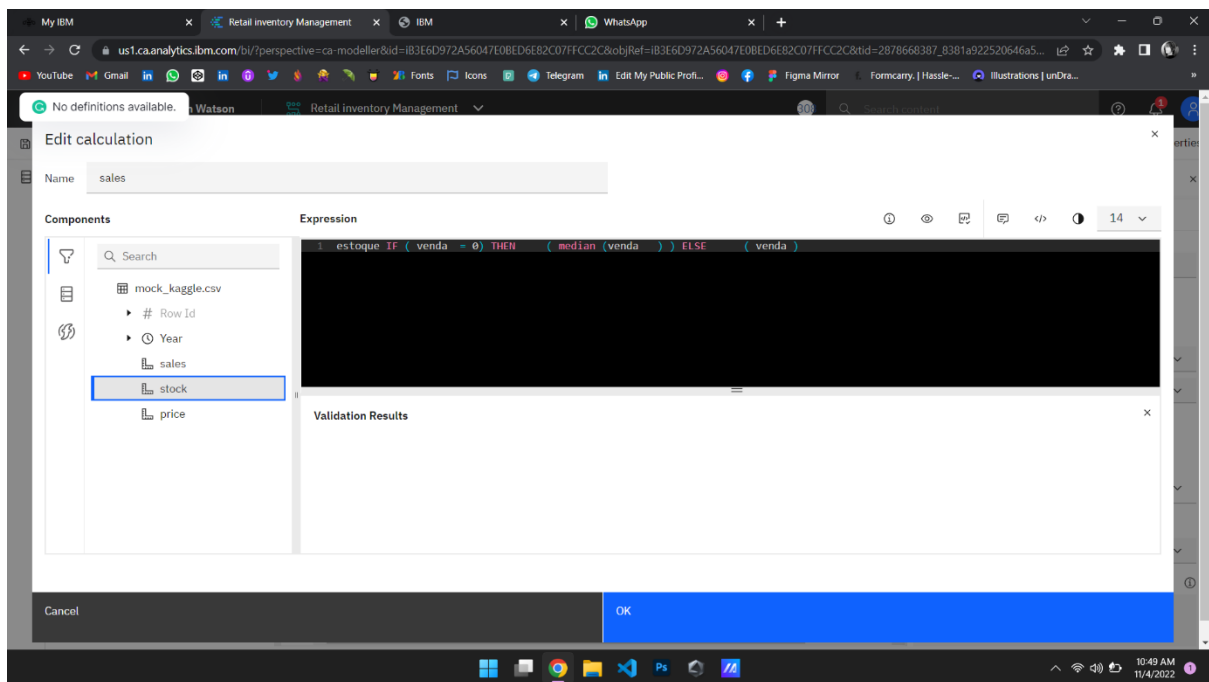 My IBM
Retail inventory Management
IBM
WhatsApp
us1.ca.analytics.ibm.com/bi/?perspective=ca-modeller&id=iB3E6D972A56047E0BED6E82C07FFCC2C&objRef=iB3E6D972A56047E0BED6E82C07FFCC2C&tid=2878668387_8381a922520646a5...
YouTube
Gmail
Fonts
Icons
Telegram
Edit My Public Profi...
Figma Mirror
Formcarry. | Hassle-...
Illustrations | unDra...
»
No definitions available.
Watson
Retail inventory Management
Search content
Edit calculation
erties
Name
sales
Components
Expression
14
Search
1 estoque IF ( venda = 0) THEN ( median (venda ) ) ELSE ( venda )
mock_kaggle.csv
# Row Id
Year
sales
stock
price
Validation Results
Cancel
OK
Ps
10:49 AM
11/4/2022
1